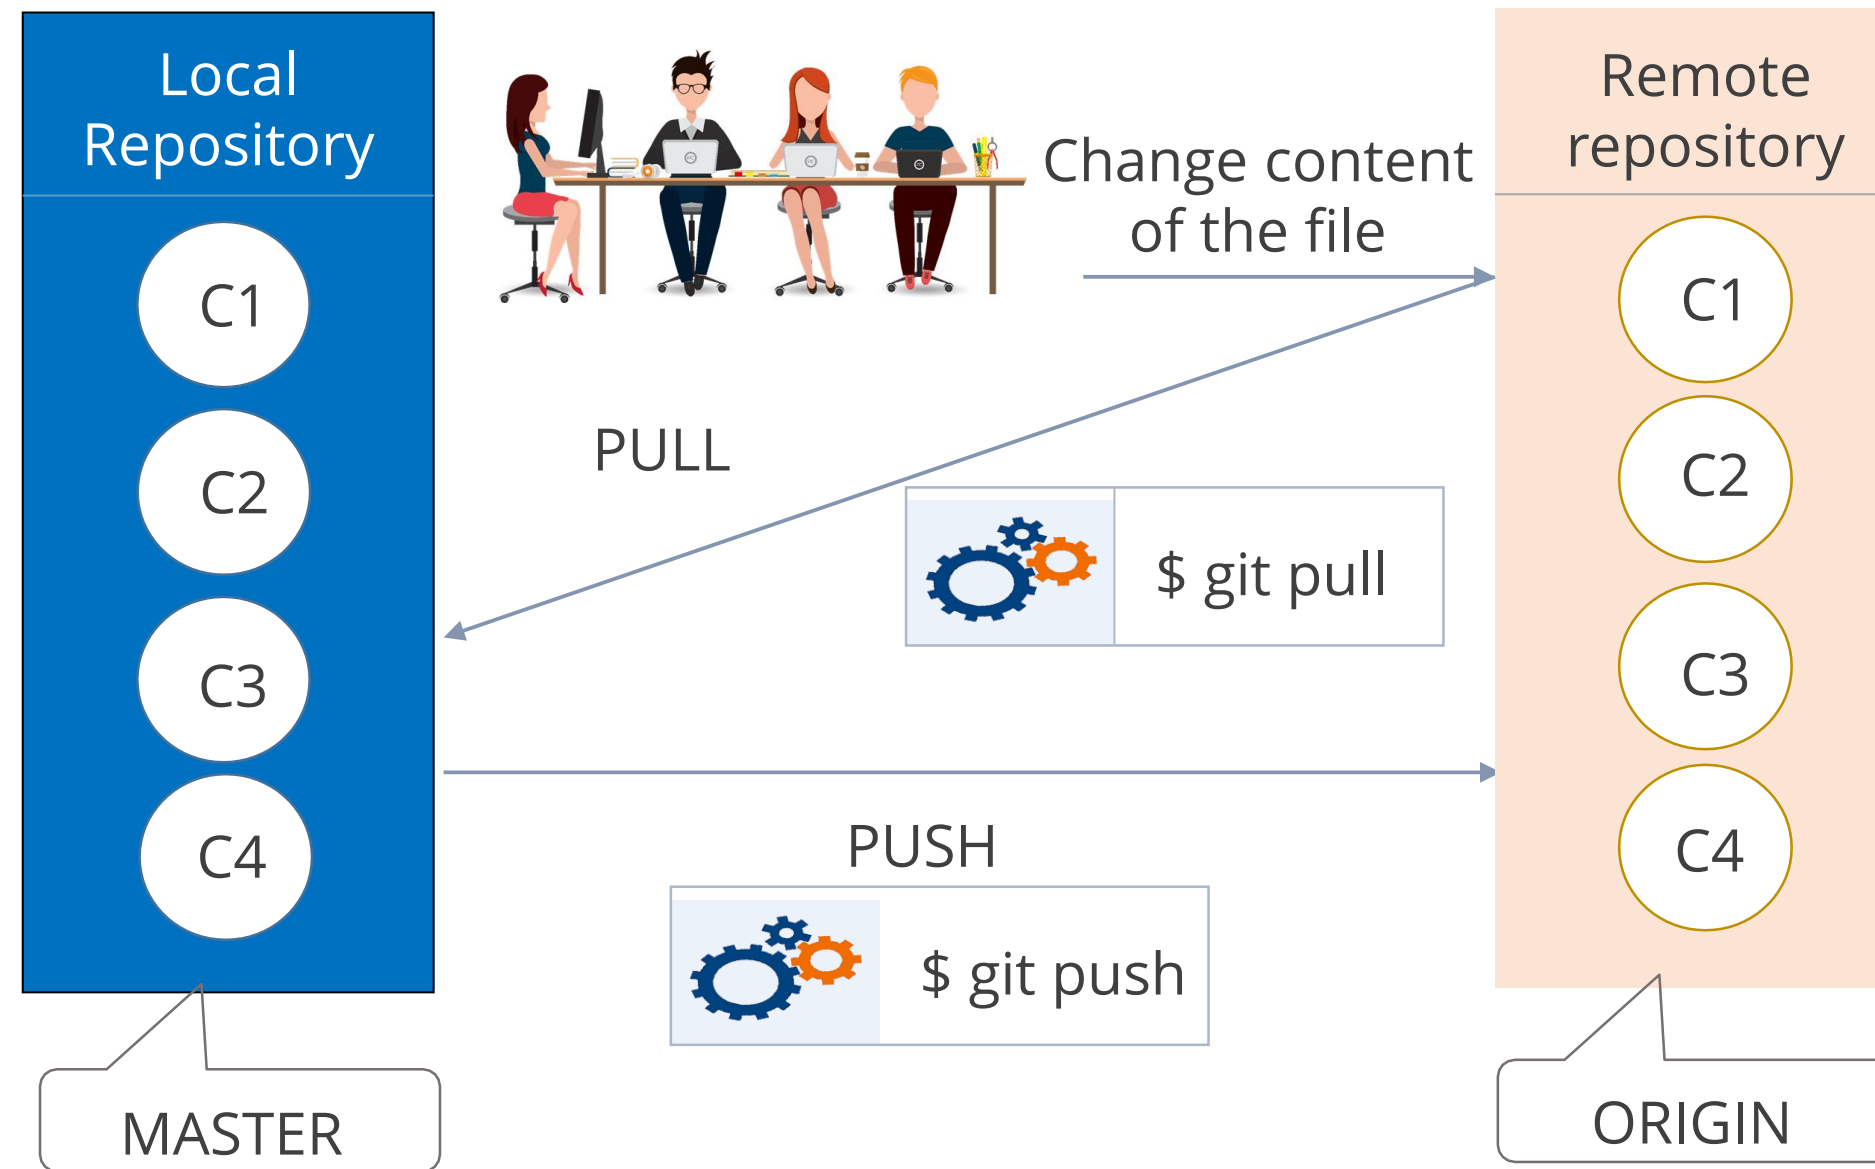 Local
Repository
C1
C2
C3
C4
MASTER
Change content
of the file
PULL
$ git pull
PUSH
$ git push
Remote
repository
C1
C2
C3
C4
ORIGIN